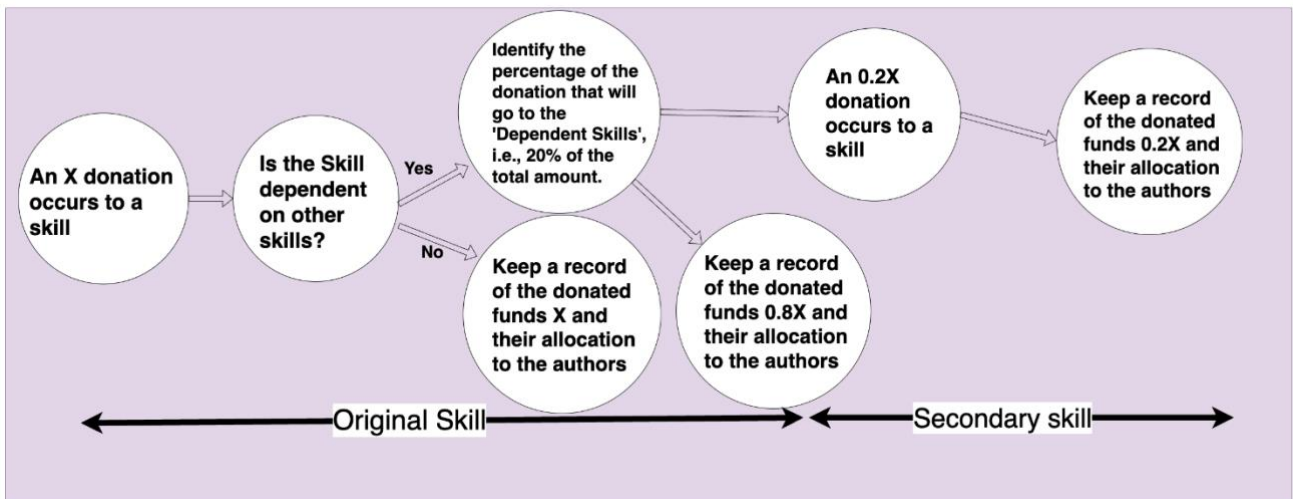 An X donation
occurs to a
skill
Is the Skill
dependent
on other
skills?
Yes
No
Identify the
percentage of the
donation that will
go to the
'Dependent Skills',
i.e., 20% of the
total amount.
Keep a record
of the donated
funds X and
their allocation
to the authors
Keep a record
of the donated
funds 0.8X and
their allocation
to the authors
An 0.2X
donation
occurs to a
skill
Keep a record
of the donated
funds 0.2X and
their allocation
to the authors
Original Skill
Secondary skill